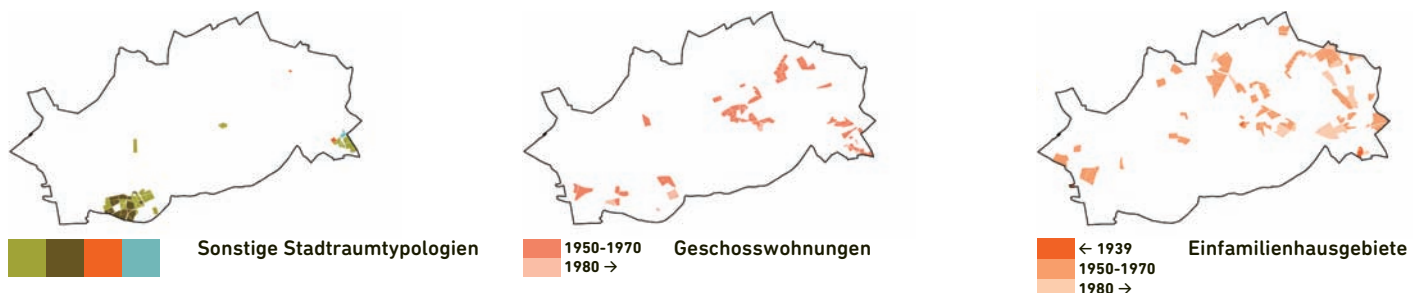 Sonstige Stadtraumtypologien
1950-1970
1980 →
Geschosswohnungen
← 1939
1950-1970
1980 →
Einfamilienhausgebiete